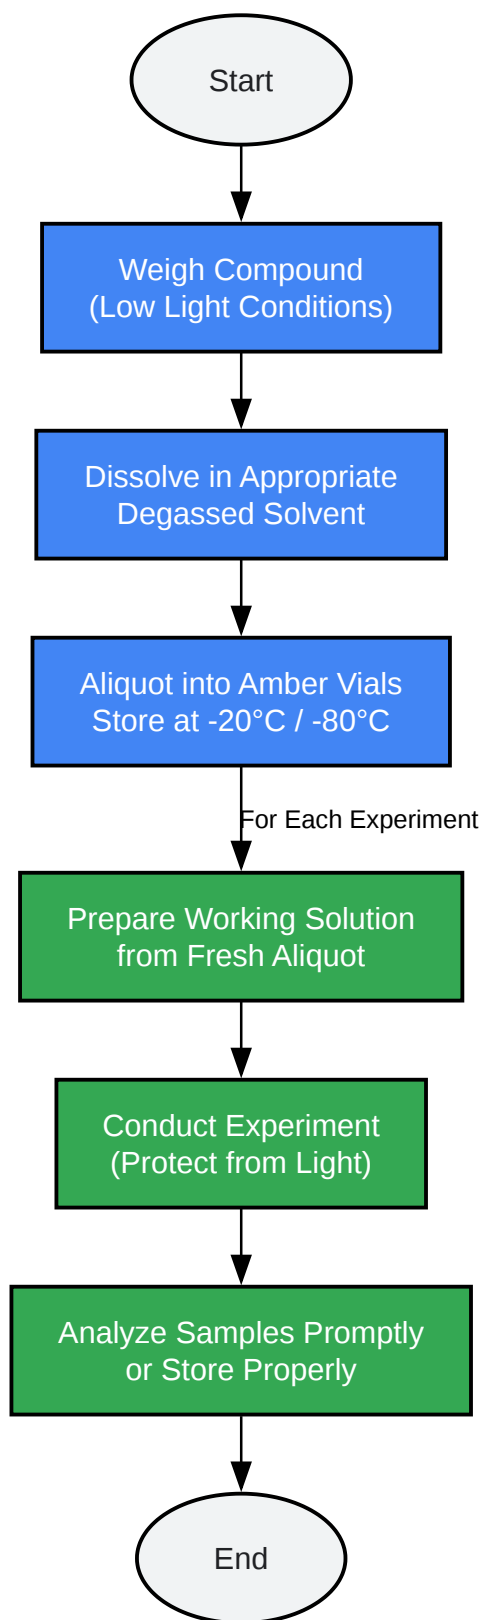 Start
Weigh Compound
(Low Light Conditions)
Dissolve in Appropriate
Degassed Solvent
Aliquot into Amber Vials
Store at -20°C / -80°C
For Each Experiment
Prepare Working Solution
from Fresh Aliquot
Conduct Experiment
(Protect from Light)
Analyze Samples Promptly
or Store Properly
End